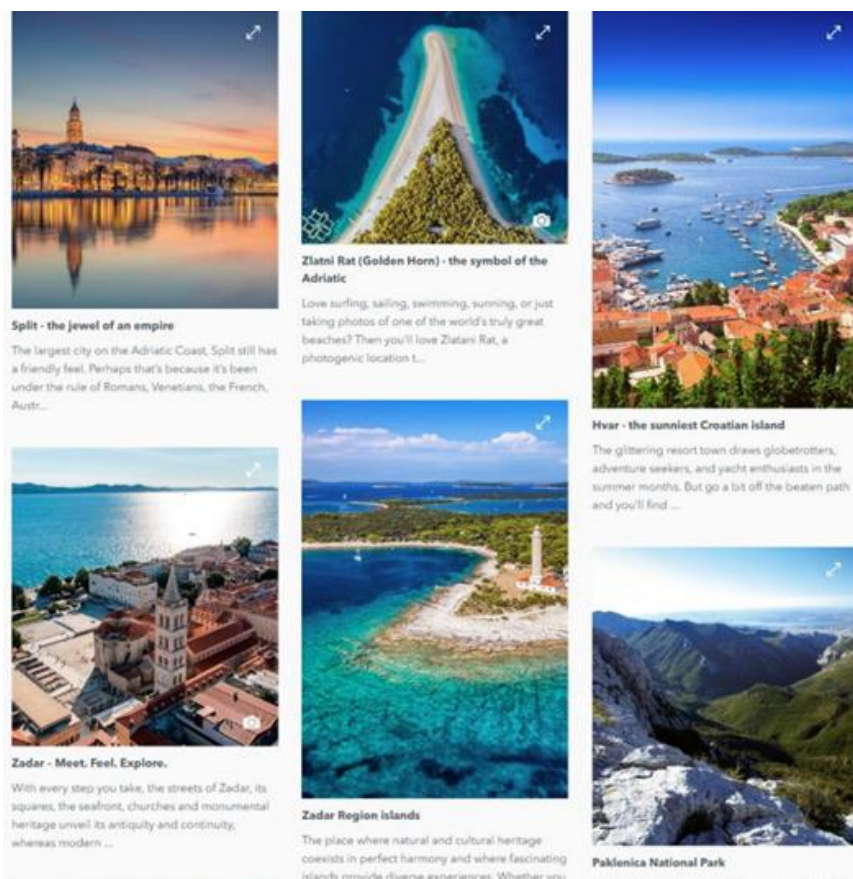 Split - the jewel of an empire
The largest city on the Adriatic Coast, Split still has
a friendly feel. Perhaps that's because it's been
under the rule of Romans, Venetians, the French,
Austr...
Zadar - Meet. Feel. Explore.
With every step you take, the streets of Zadar, its
squares, the seafront, churches and monumental
heritage unveil its antiquity and continuity,
whereas modern ...
Zlatni Rat (Golden Horn) - the symbol of the
Adriatic
Love surfing, sailing, swimming, sunning, or just
taking photos of one of the world's truly great
beaches? Then you'll love Zlatani Rat, a
photogenic location t...
Zadar Region islands
The place where natural and cultural heritage
coexists in perfect harmony and where fascinating
islands provide diverse experiences. Whether you
Hvar - the sunniest Croatian island
The glittering resort town draws globetrotters,
adventure seekers, and yacht enthusiasts in the
summer months. But go a bit off the beaten path
and you'll find ...
Paklenica National Park